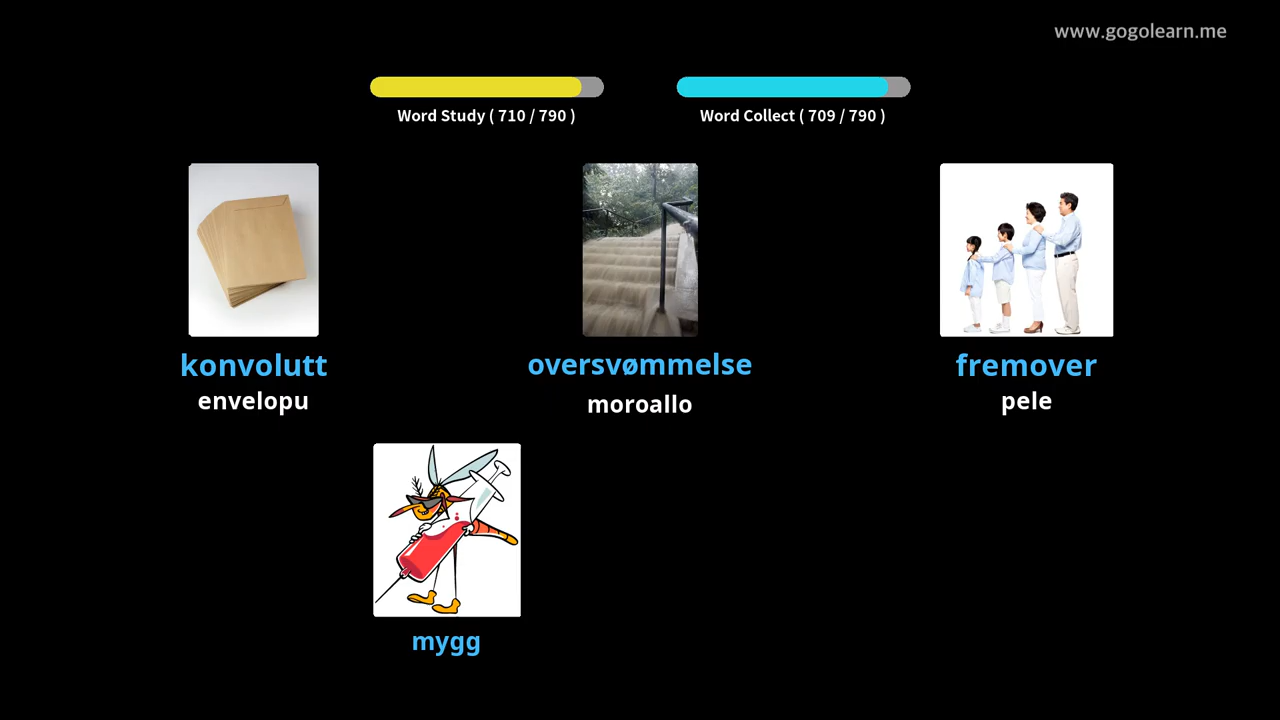 www.gogolearn.me
Word Study ( 710 / 790 )
Word Collect ( 709 / 790 )
konvolutt
envelopu
oversvømmelse
moroallo
fremover
pele
mygg